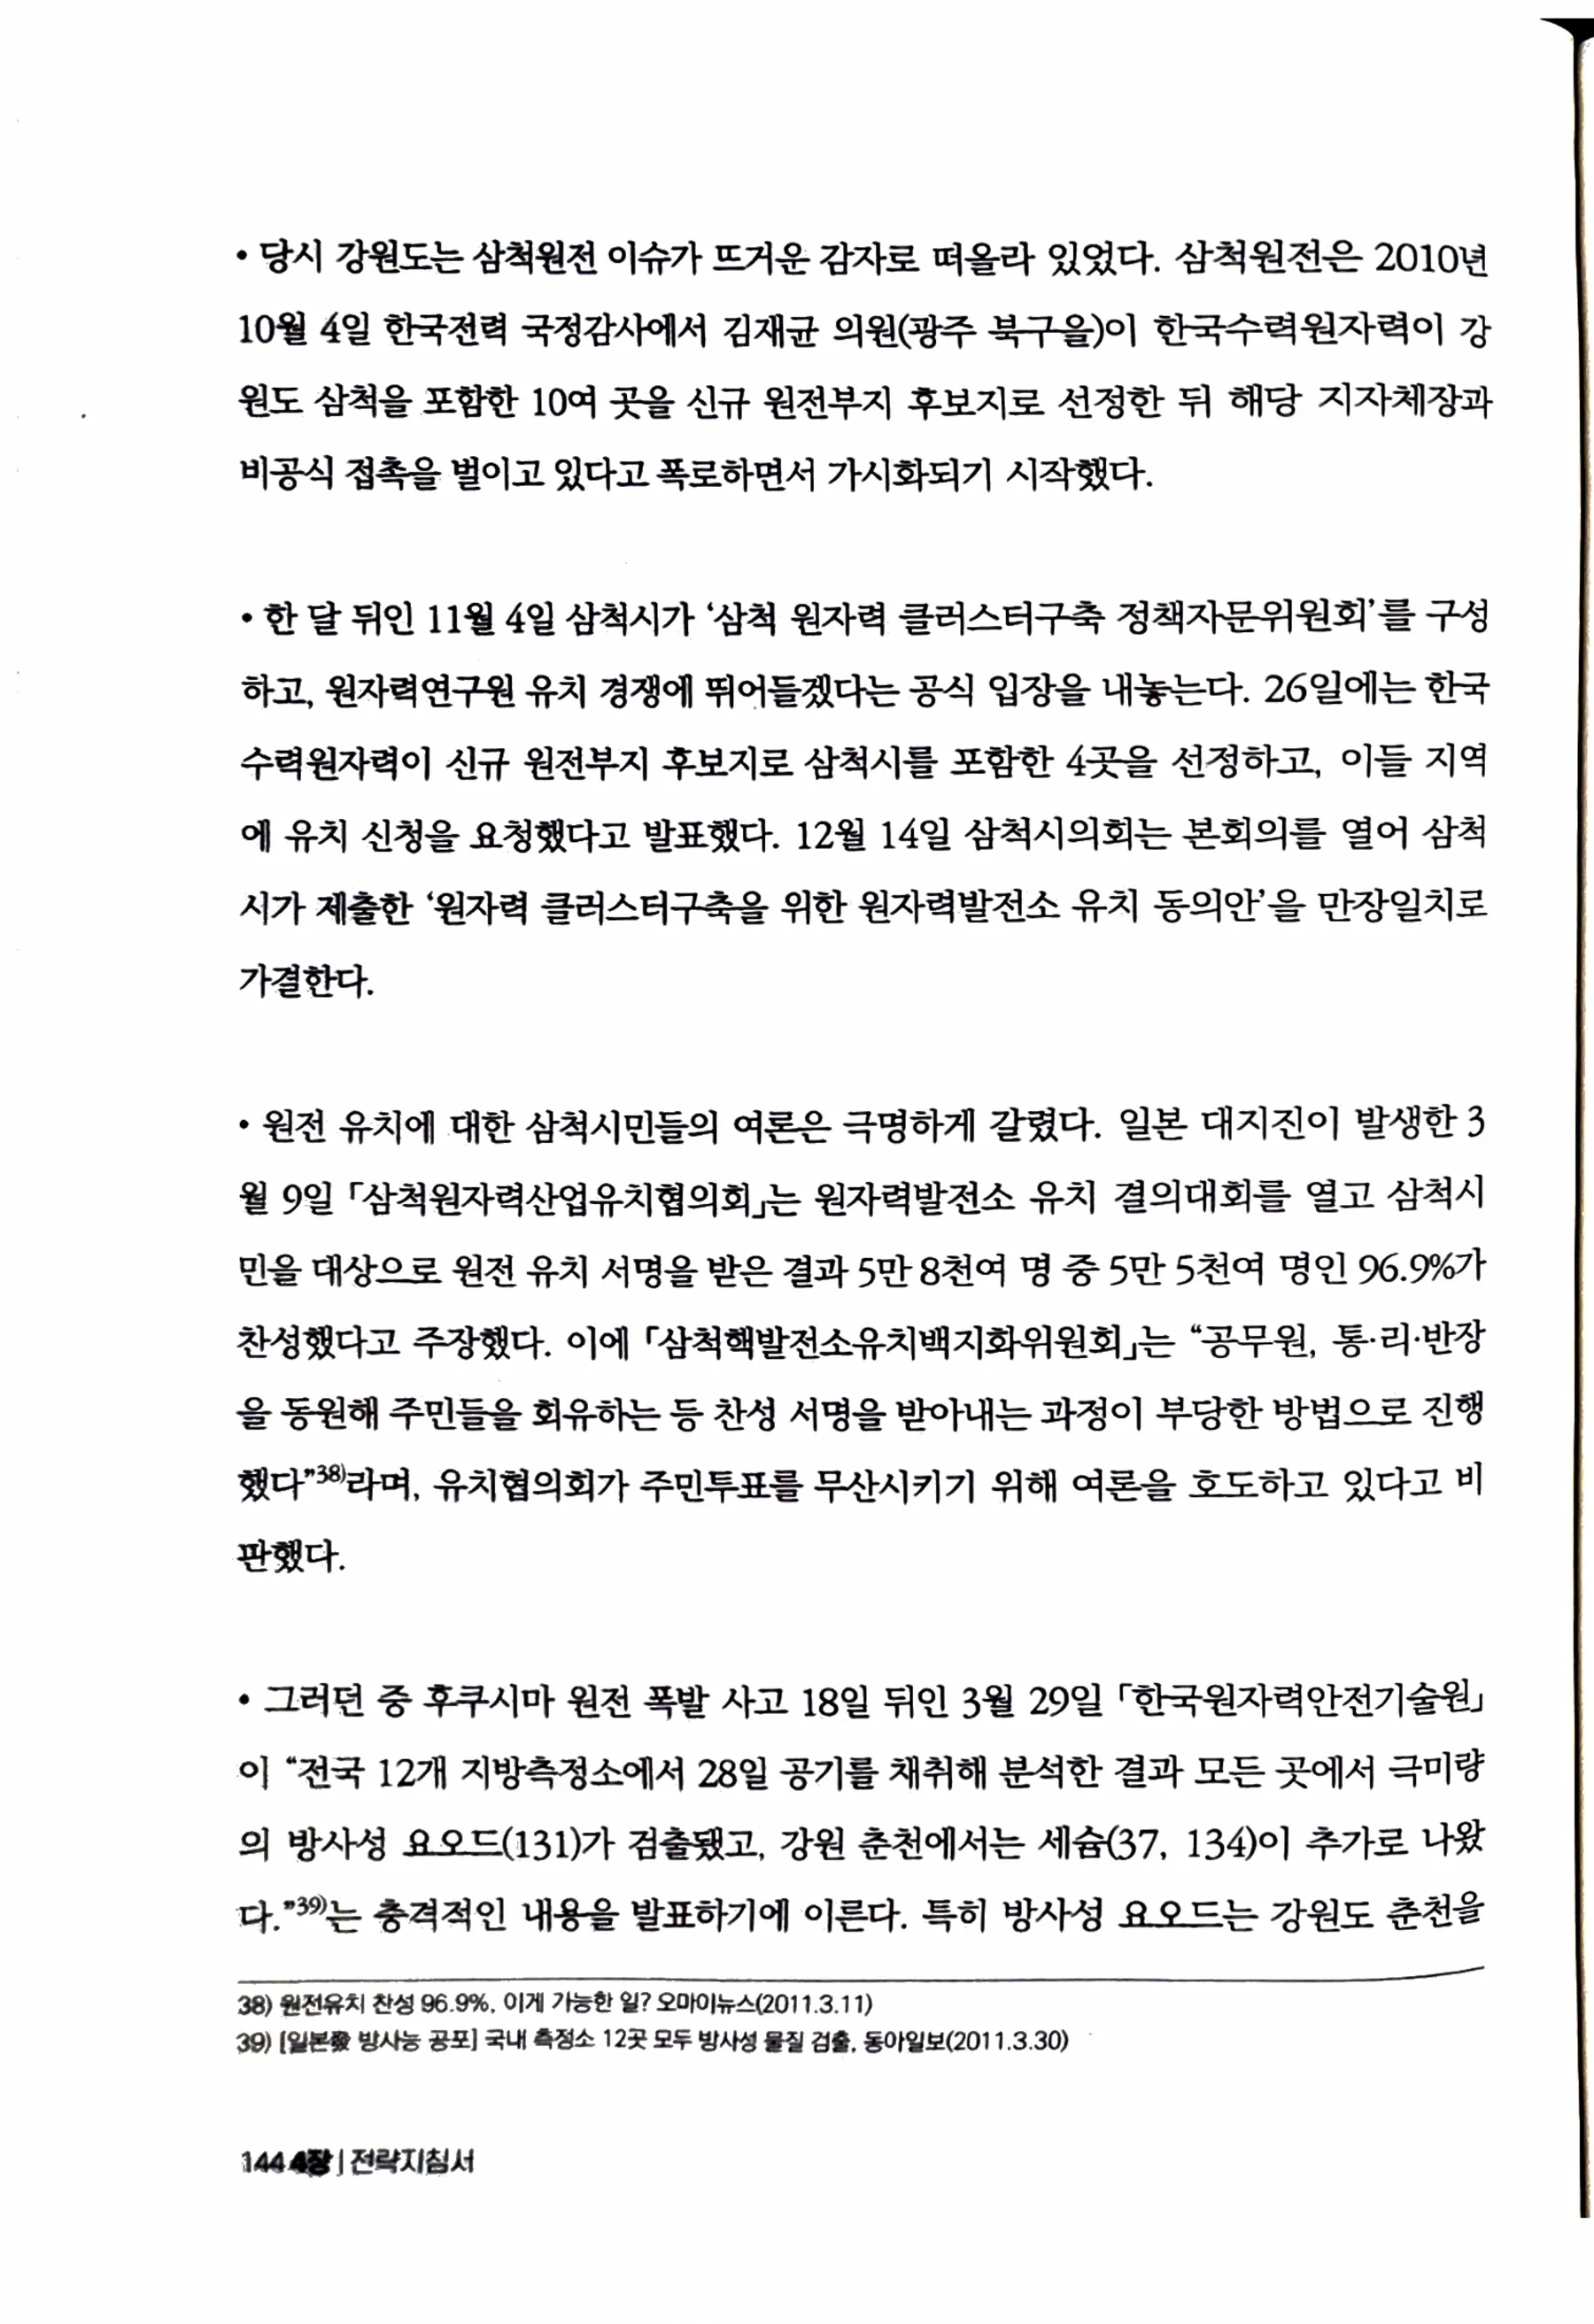 • 당시 강원도는 삼척원전 이슈가 뜨거운 감자로 떠올라 있었다. 삼척원전은 2010년
10월 4일 한국전력 국정감사에서 김재균 의원(광주 북구을)이 한국수력원자력이 강
원도 삼척을 포함한 10여 곳을 신규 원전부지 후보지로 선정한 뒤 해당 지자체장과
비공식 접촉을 벌이고 있다고 폭로하면서 가시화되기 시작했다.
• 한 달 뒤인 11월 4일 삼척시가 ‘삼척 원자력 클러스터구축 정책자문위원회’를 구성
하고, 원자력연구원 유치 경쟁에 뛰어들겠다는 공식 입장을 내놓는다. 26일에는 한국
수력원자력이 신규 원전부지 후보지로 삼척시를 포함한 4곳을 선정하고, 이들 지역
에 유치 신청을 요청했다고 발표했다. 12월 14일 삼척시의회는 본회의를 열어 삼척
시가 제출한 ‘원자력 클러스터구축을 위한 원자력발전소 유치 동의안’을 만장일치로
가결한다.
• 원전 유치에 대한 삼척시민들의 여론은 극명하게 갈렸다. 일본 대지진이 발생한 3
월 9일 「삼척원자력산업유치협의회」는 원자력발전소 유치 결의대회를 열고 삼척시
민을 대상으로 원전 유치 서명을 받은 결과 5만 8천여 명 중 5만 5천여 명인 96.9%가
찬성했다고 주장했다. 이에 「삼척핵발전소유치백지화위원회」는 “공무원, 통·리·반장
을 동원해 주민들을 회유하는 등 찬성 서명을 받아내는 과정이 부당한 방법으로 진행
했다”38)라며, 유치협의회가 주민투표를 무산시키기 위해 여론을 호도하고 있다고 비
판했다.
• 그러던 중 후쿠시마 원전 폭발 사고 18일 뒤인 3월 29일 「한국원자력안전기술원」
이 “전국 12개 지방측정소에서 28일 공기를 채취해 분석한 결과 모든 곳에서 극미량
의 방사성 요오드(131)가 검출됐고, 강원 춘천에서는 세슘(37, 134)이 추가로 나왔
다.”39)는 충격적인 내용을 발표하기에 이른다. 특히 방사성 요오드는 강원도 춘천을
38) 원전유치 찬성 96.9%, 이게 가능한 일? 오마이뉴스(2011.3.11)
39) [일본發 방사능 공포] 국내 측정소 12곳 모두 방사성 물질 검출, 동아일보(2011.3.30)
144 4장 | 전략지침서